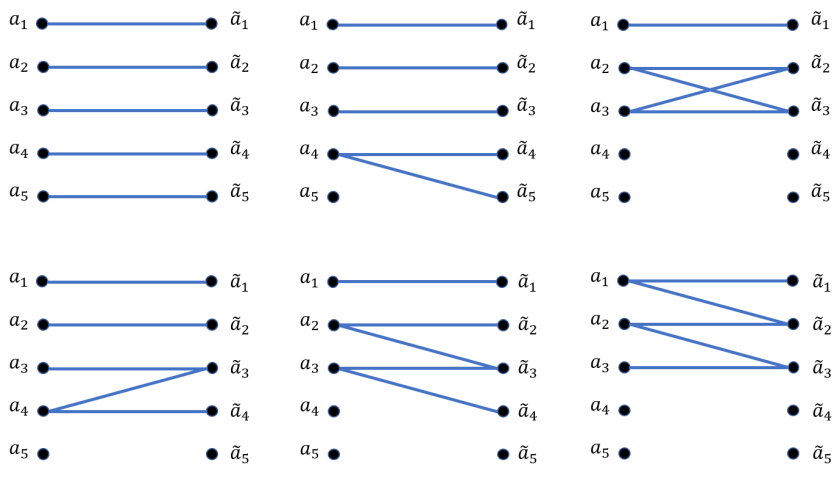 a₁ ã₁ a₁ ã₁ a₁ ã₁
a₂ ã₂ a₂ ã₂ a₂ ã₂
a₃ ã₃ a₃ ã₃ a₃ ã₃
a₄ ã₄ a₄ ã₄ a₄ ã₄
a₅ ã₅ a₅ ã₅ a₅ ã₅
a₁ ã₁ a₁ ã₁ a₁ ã₁
a₂ ã₂ a₂ ã₂ a₂ ã₂
a₃ ã₃ a₃ ã₃ a₃ ã₃
a₄ ã₄ a₄ ã₄ a₄ ã₄
a₅ ã₅ a₅ ã₅ a₅ ã₅